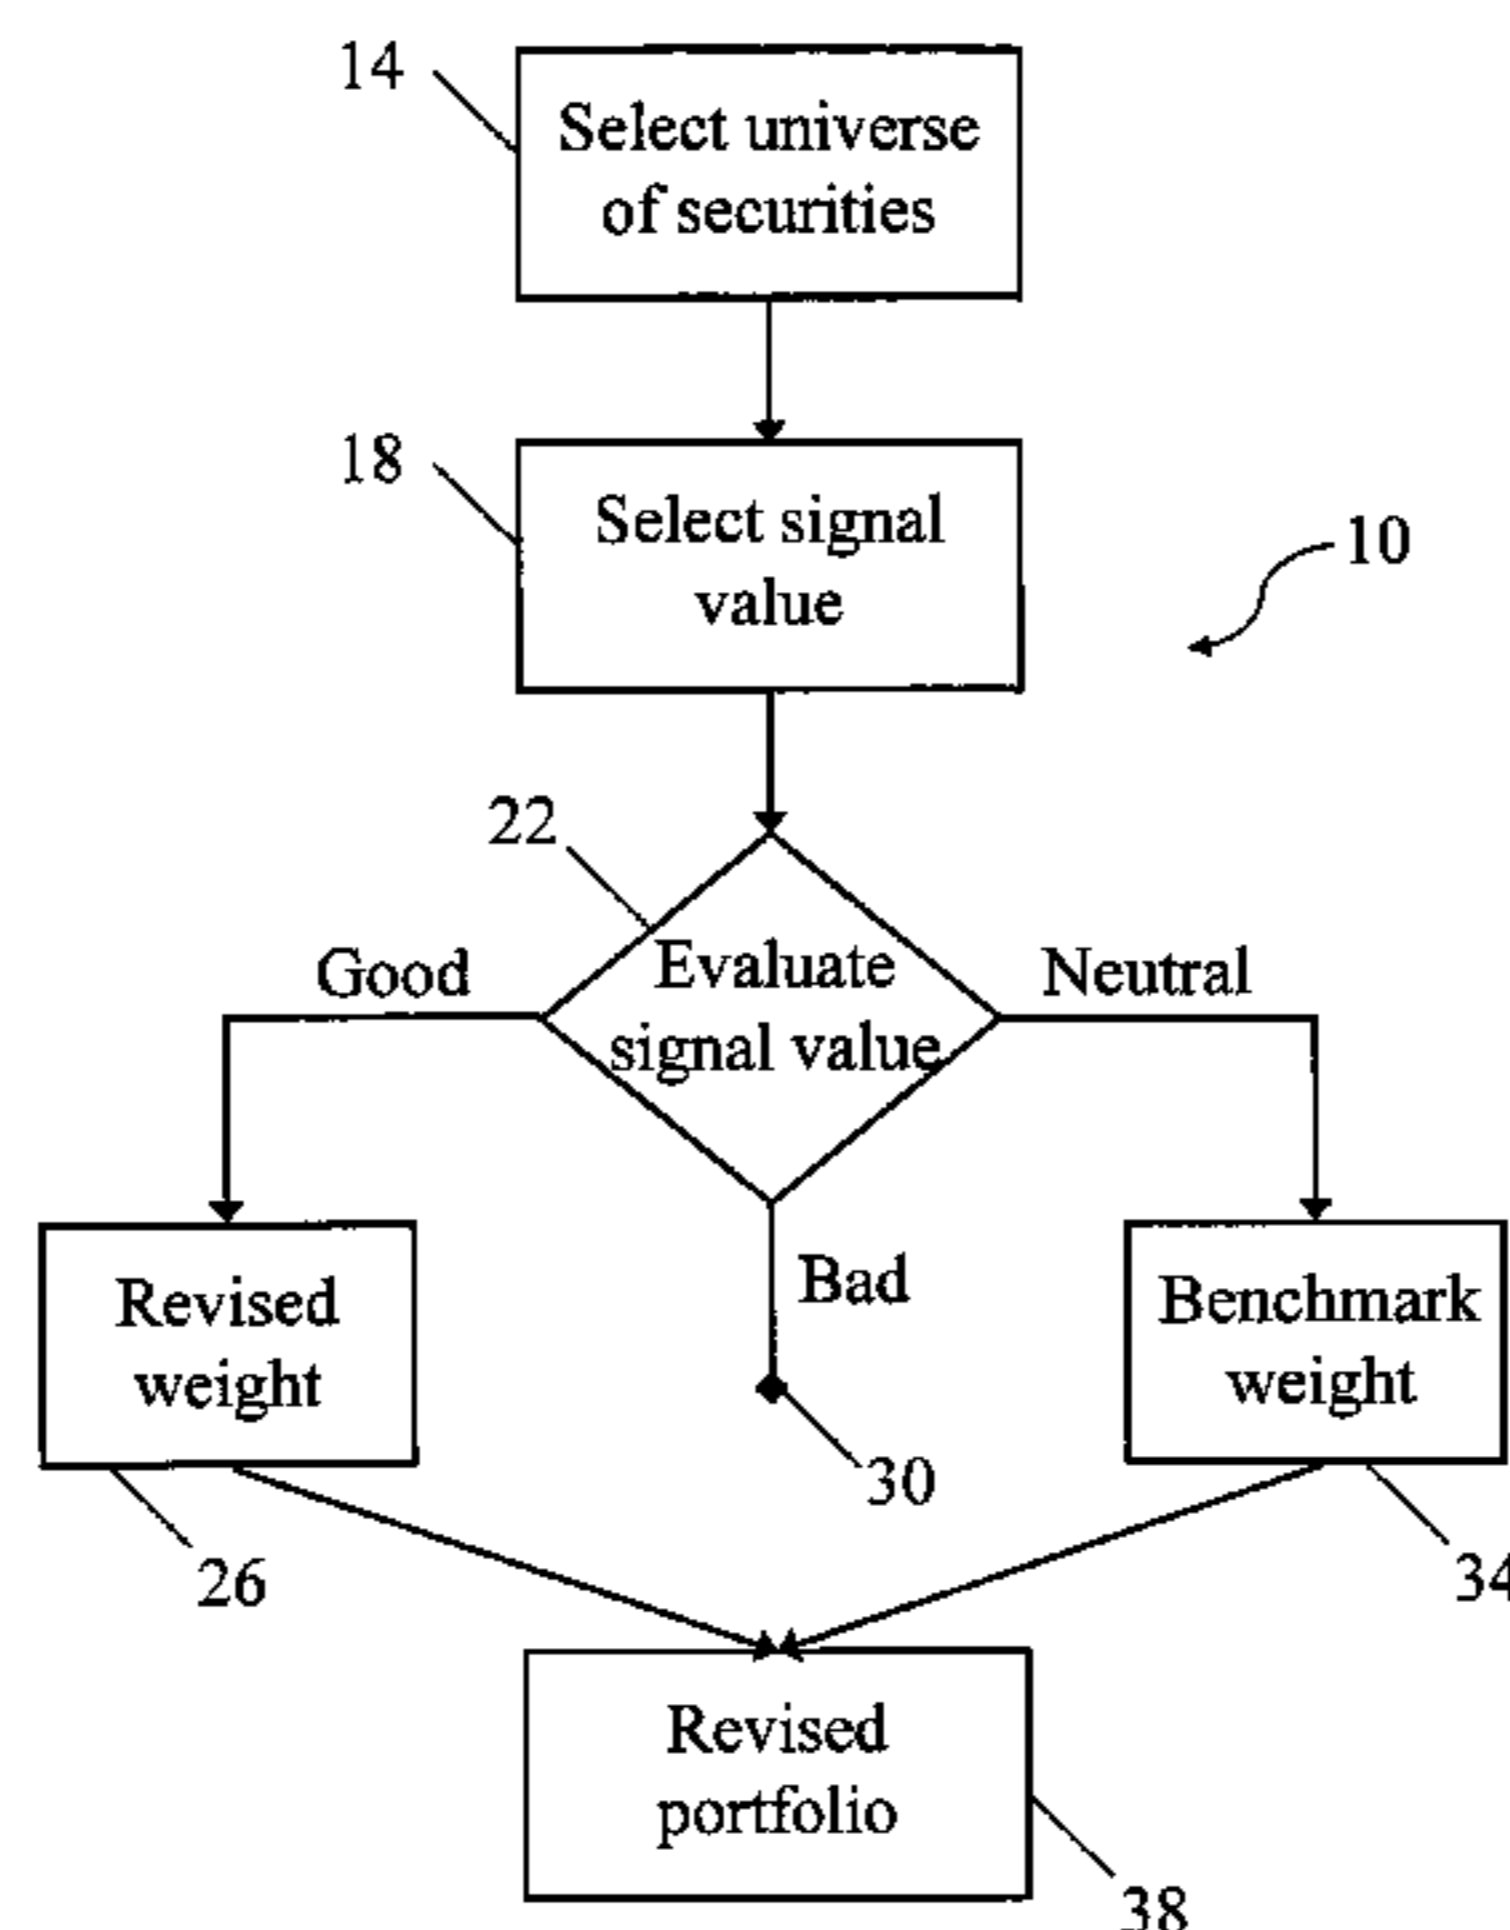 14
Select universe
of securities
18
Select signal
value
10
22
Good
Evaluate
signal value
Neutral
Bad
Revised
weight
Benchmark
weight
30
26
34
Revised
portfolio
38